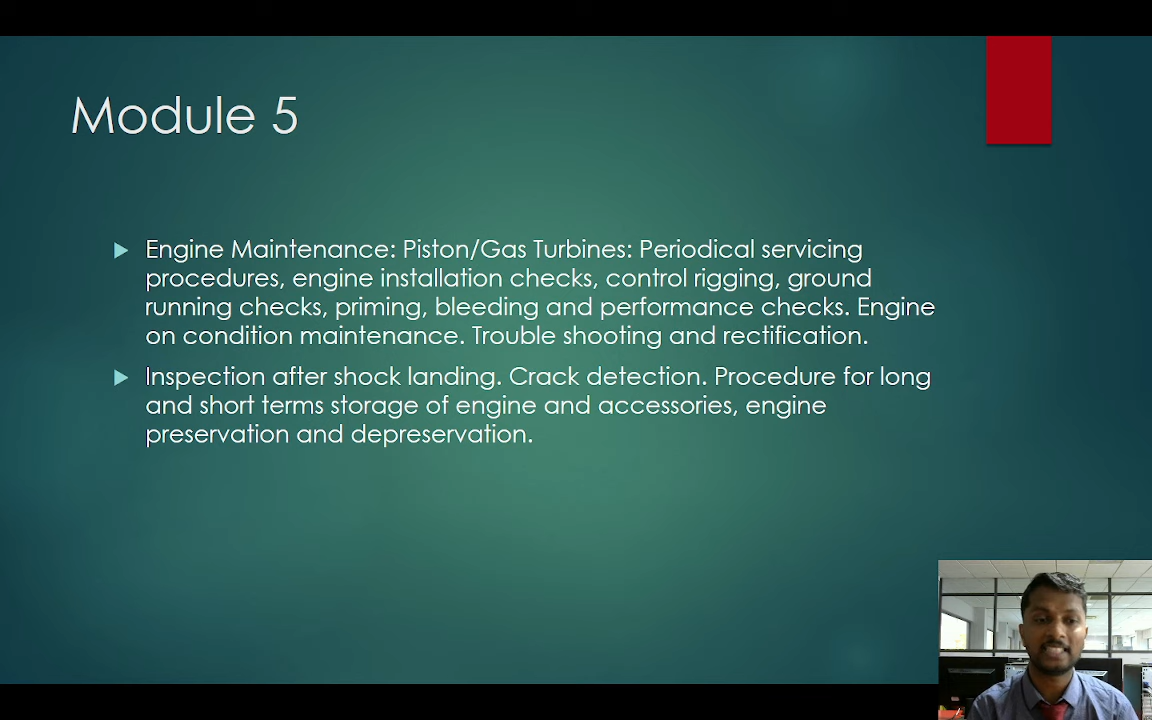 Module 5
Engine Maintenance: Piston/Gas Turbines: Periodical servicing
procedures, engine installation checks, control rigging, ground
running checks, priming, bleeding and performance checks. Engine
on condition maintenance. Trouble shooting and rectification.
Inspection after shock landing. Crack detection. Procedure for long
and short terms storage of engine and accessories, engine
preservation and depreservation.